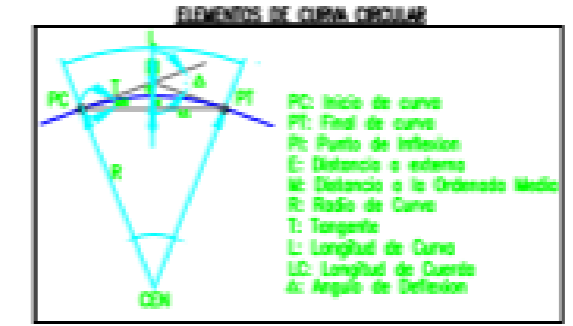 ELEMENTOS DE CURVA CIRCULAR
L
T
Δ
PC
PT
R
CEN
PC: Inicio de curva
PT: Final de curva
PI: Punto de Inflexion
E: Distancia a externa
M: Distancia a la Ordenada Media
R: Radio de Curva
T: Tangente
L: Longitud de Curva
LC: Longitud de Cuerda
Δ: Angulo de Deflexion